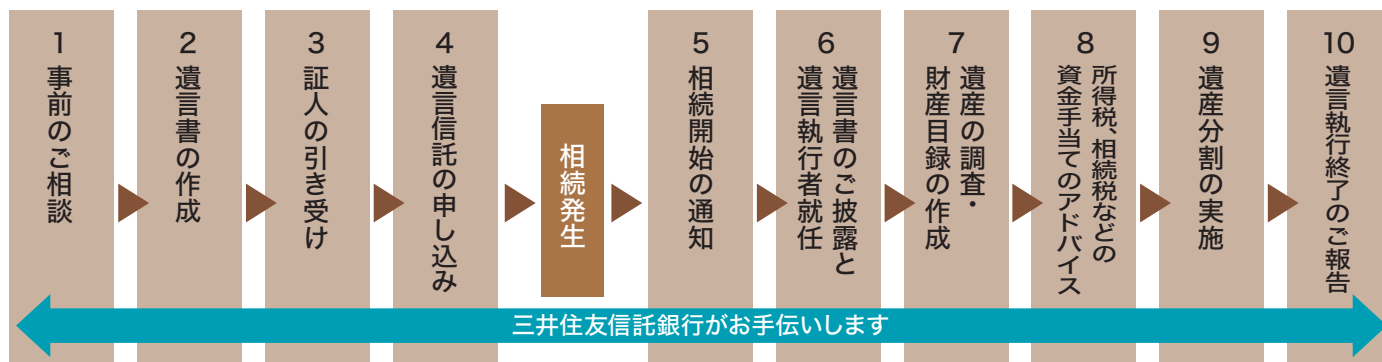 1
事前のご相談
2
遺言書の作成
3
証人の引き受け
4
遺言信託の申し込み
相続発生
5
相続開始の通知
6
遺言書のご披露と
遺言執行者就任
7
遺産の調査・
財産目録の作成
8
所得税、相続税などの
資金手当てのアドバイス
9
遺産分割の実施
10
遺言執行終了のご報告
三井住友信託銀行がお手伝いします